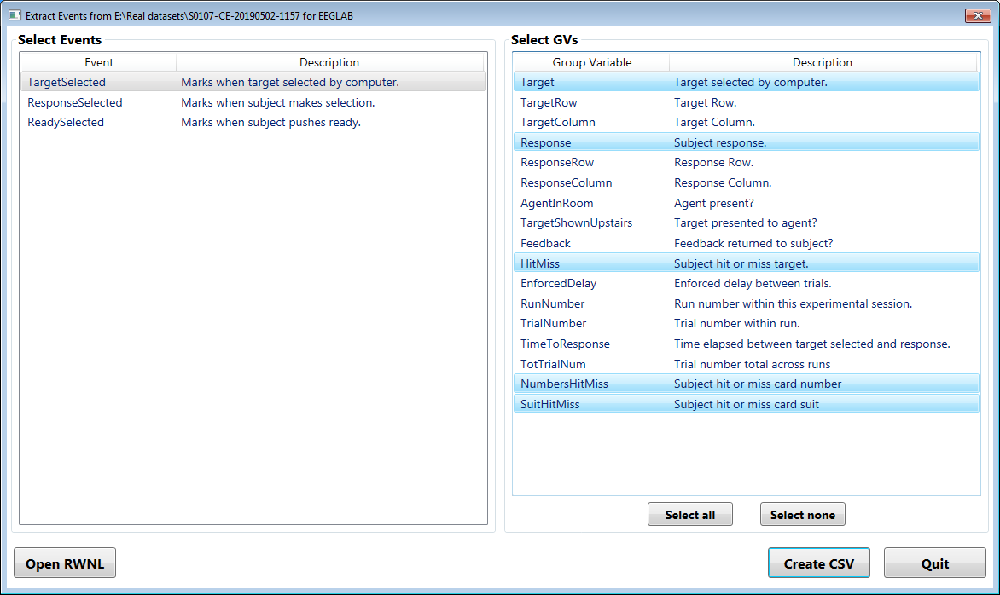 Extract Events from E:\Real datasets\S0107-CE-20190502-1157 for EEGLAB
Select Events
Event Description
TargetSelected Marks when target selected by computer.
ResponseSelected Marks when subject makes selection.
ReadySelected Marks when subject pushes ready.
Select GVs
Group Variable Description
Target Target selected by computer.
TargetRow Target Row.
TargetColumn Target Column.
Response Subject response.
ResponseRow Response Row.
ResponseColumn Response Column.
AgentInRoom Agent present?
TargetShownUpstairs Target presented to agent?
Feedback Feedback returned to subject?
HitMiss Subject hit or miss target.
EnforcedDelay Enforced delay between trials.
RunNumber Run number within this experimental session.
TrialNumber Trial number within run.
TimeToResponse Time elapsed between target selected and response.
TotTrialNum Trial number total across runs
NumbersHitMiss Subject hit or miss card number
SuitHitMiss Subject hit or miss card suit
Select all Select none
Open RWNL Create CSV Quit